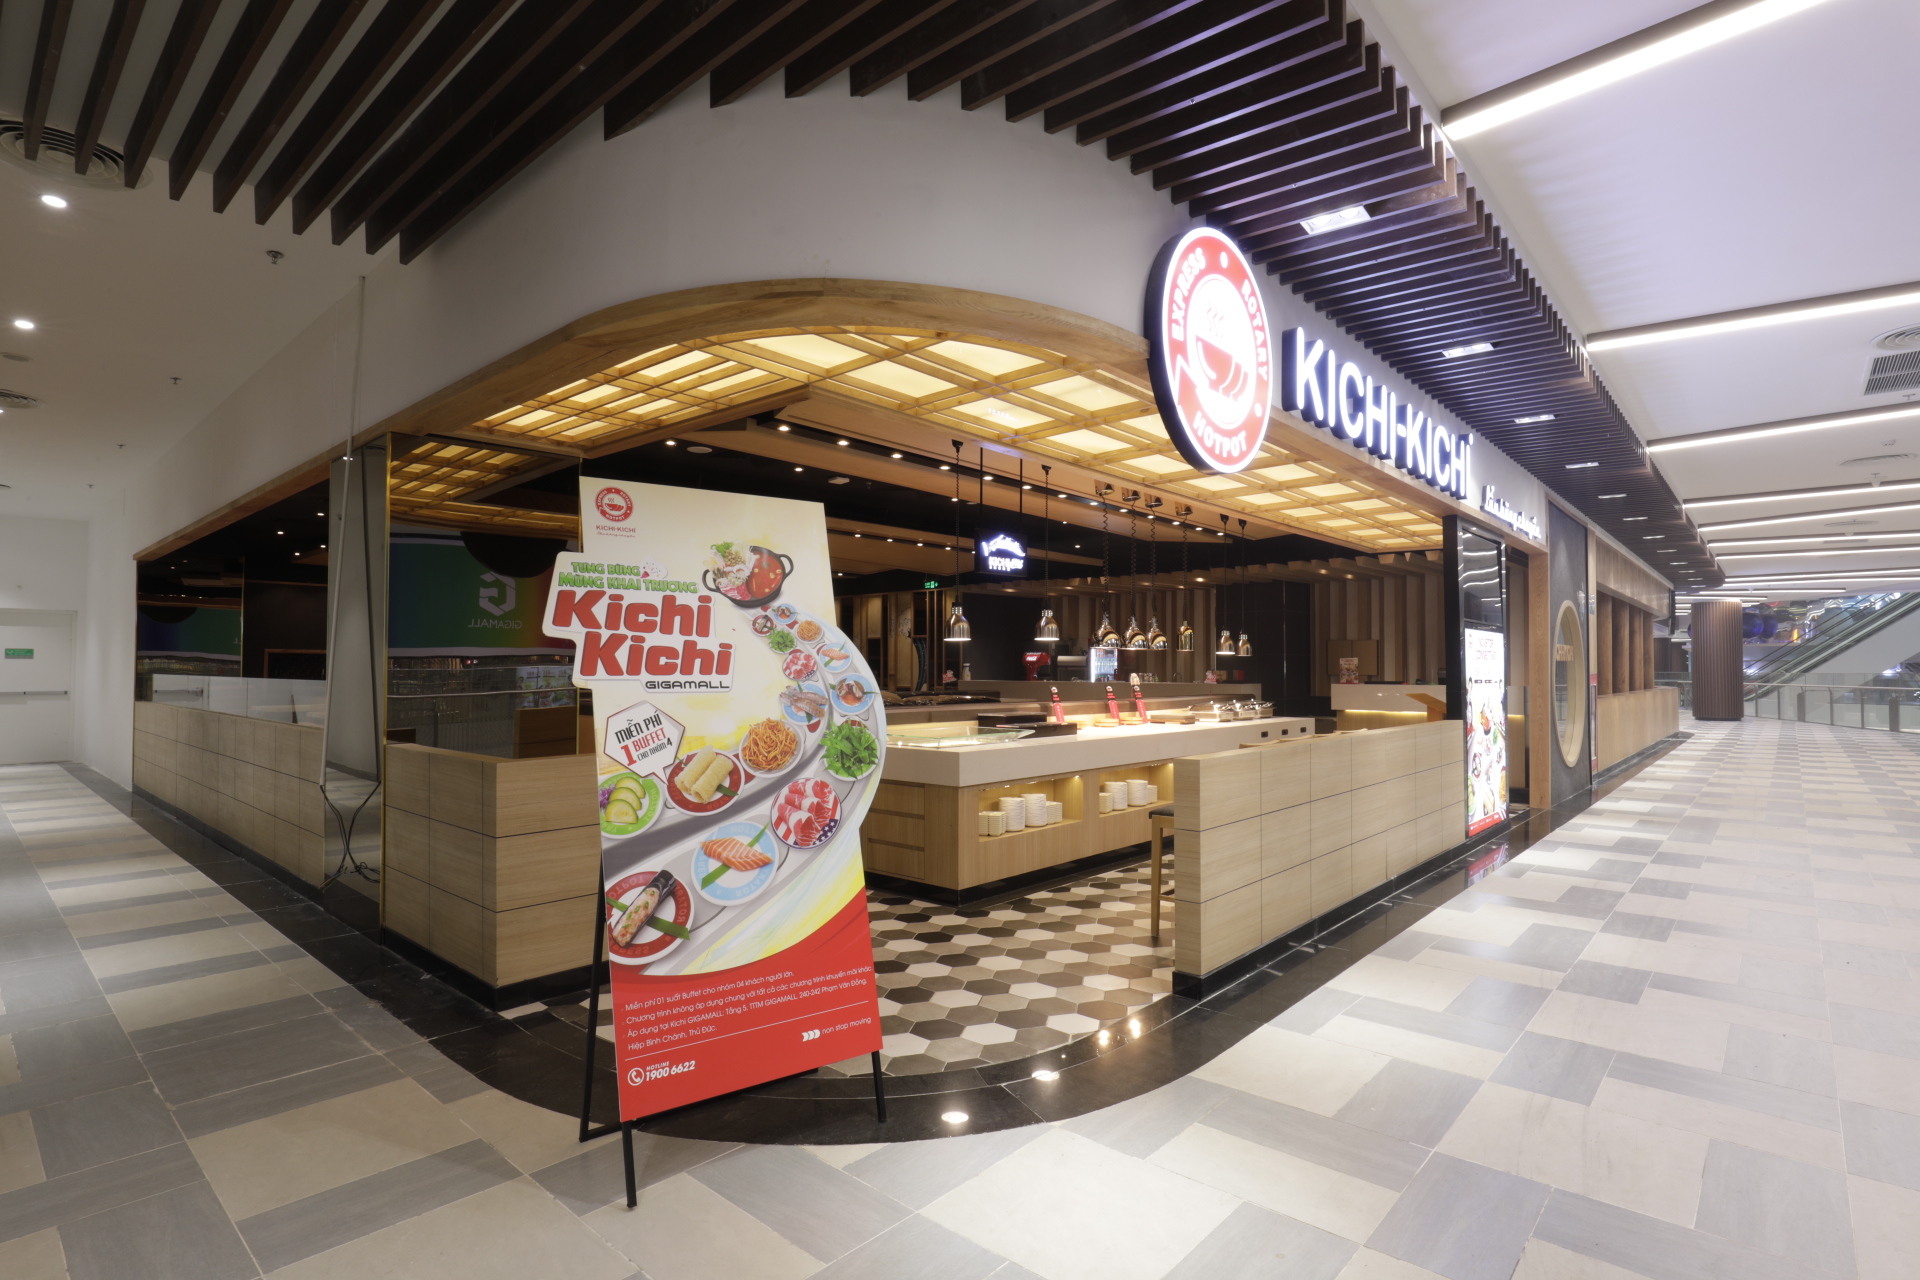 EXPRESS ROTARY HOTPOT
KICHI-KICHI
EXPRESS ROTARY HOTPOT
KICHI-KICHI
TƯNG BỪNG
MỪNG KHAI TRƯƠNG
Kichi
Kichi
GIGAMALL
MIỄN PHÍ
1 BUFFET
CHO NHÓM 4
· Miễn phí 01 suất Buffet cho nhóm 04 khách người lớn.
· Chương trình không áp dụng chung với tất cả các chương trình khuyến mãi khác.
· Áp dụng tại Kichi GIGAMALL: Tầng 5, TTTM GIGAMALL, 240-242 Phạm Văn Đồng,
Hiệp Bình Chánh, Thủ Đức.
non stop moving
HOTLINE
1900 6622
GIGAMALL